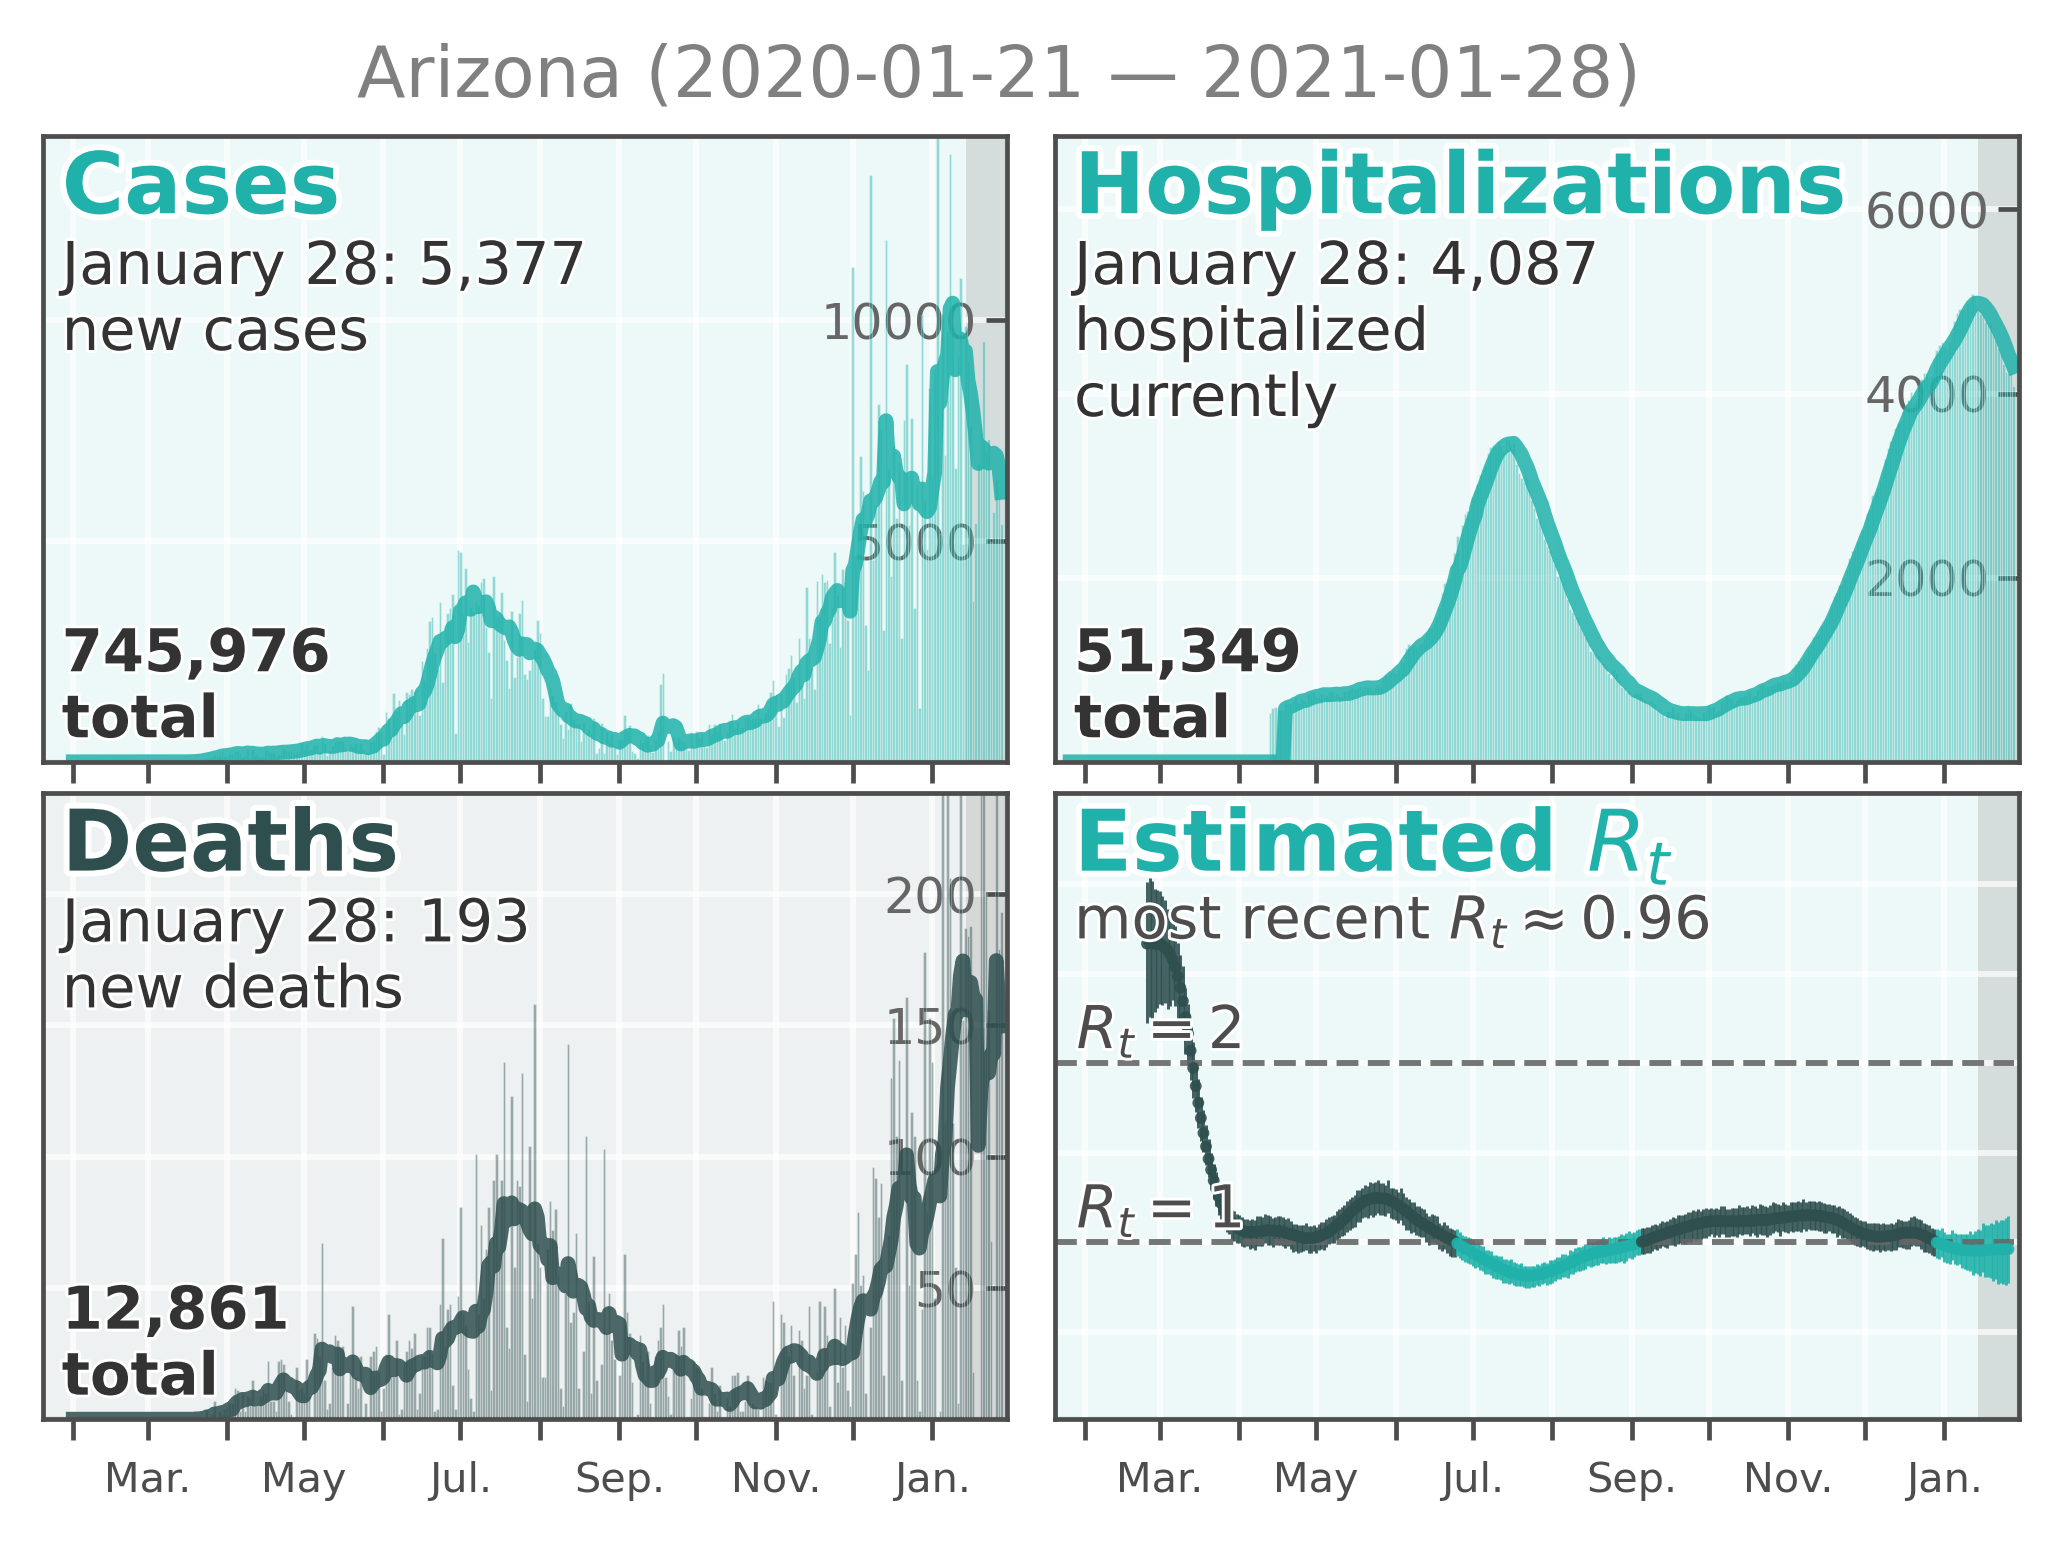 Arizona (2020-01-21 — 2021-01-28)
Cases
January 28: 5,377
new cases
10000
5000
745,976
total
Hospitalizations
6000
January 28: 4,087
hospitalized
currently
4000
2000
51,349
total
Deaths
200
January 28: 193
new deaths
150
100
50
12,861
total
Estimated Rₜ
most recent Rₜ ≈ 0.96
Rₜ = 2
Rₜ = 1
Mar. May Jul. Sep. Nov. Jan.
Mar. May Jul. Sep. Nov. Jan.